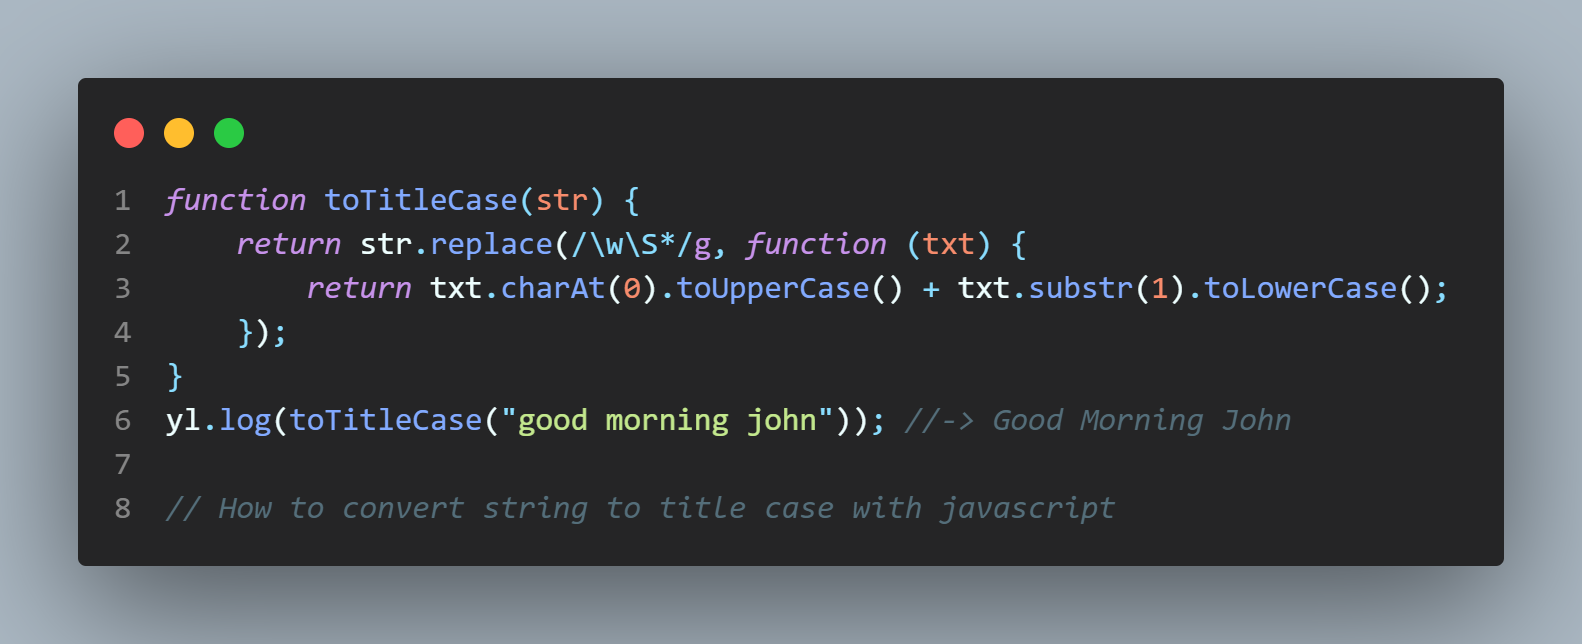 1 function toTitleCase(str) {
2     return str.replace(/\w\S*/g, function (txt) {
3         return txt.charAt(0).toUpperCase() + txt.substr(1).toLowerCase();
4     });
5 }
6 yl.log(toTitleCase("good morning john")); //-> Good Morning John
7
8 // How to convert string to title case with javascript